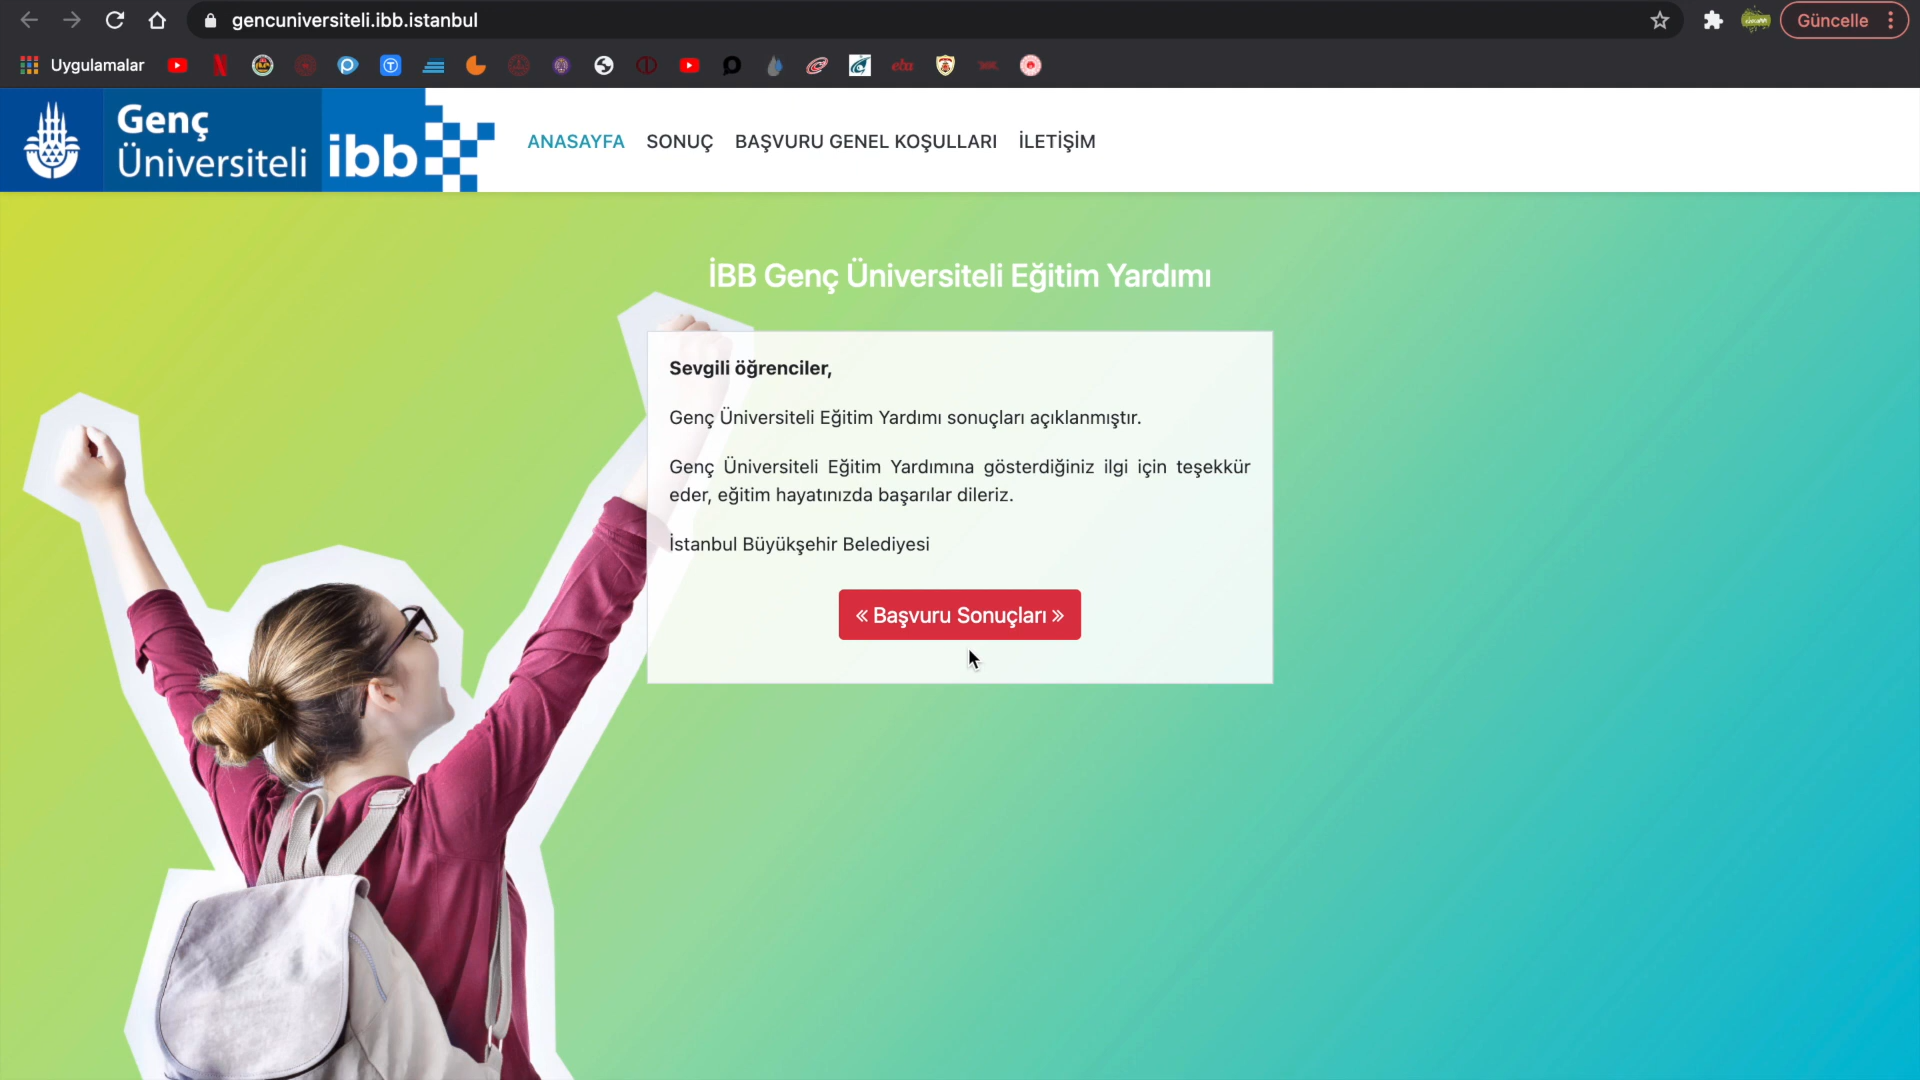 gencuniversiteli.ibb.istanbul
Güncelle
Uygulamalar
eba
Genç
Üniversiteli
ibb
ANASAYFA SONUÇ BAŞVURU GENEL KOŞULLARI İLETİŞİM
İBB Genç Üniversiteli Eğitim Yardımı
Sevgili öğrenciler,
Genç Üniversiteli Eğitim Yardımı sonuçları açıklanmıştır.
Genç Üniversiteli Eğitim Yardımına gösterdiğiniz ilgi için teşekkür
eder, eğitim hayatınızda başarılar dileriz.
İstanbul Büyükşehir Belediyesi
« Başvuru Sonuçları »